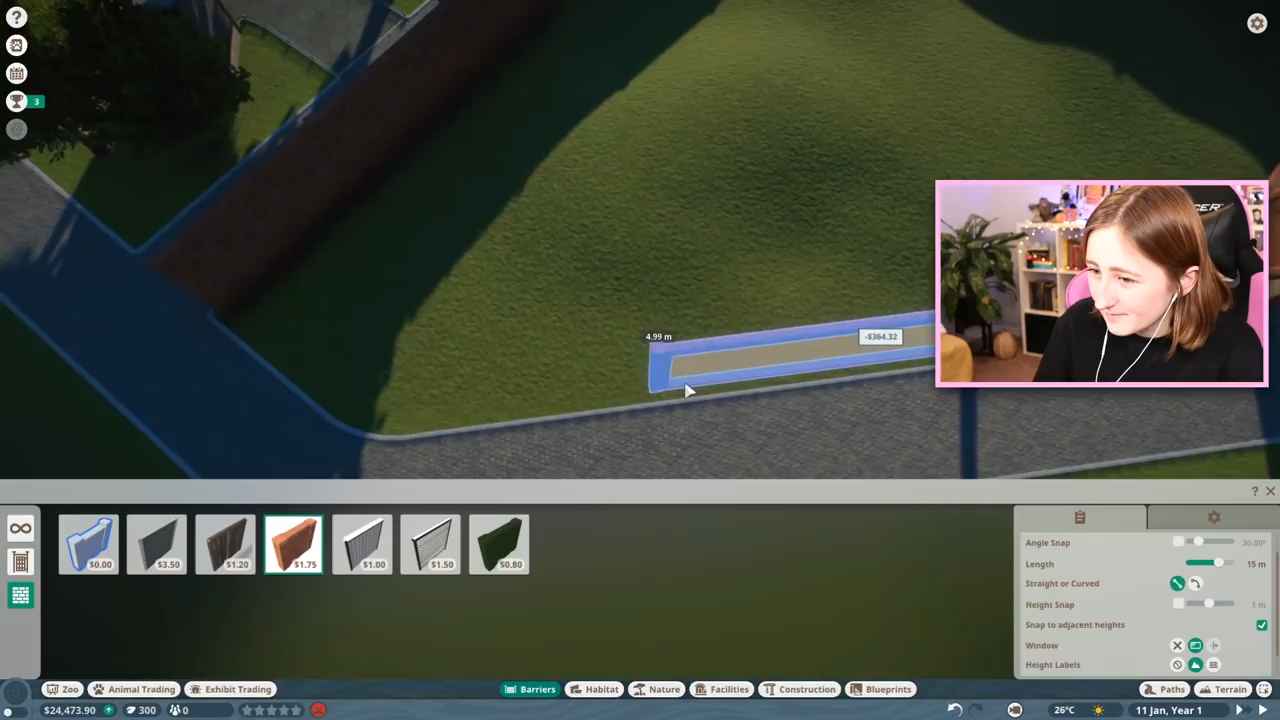 ?
3
4.99 m
-$364.32
CER
?
$0.00
$3.50
$1.20
$1.75
$1.00
$1.50
$0.80
Angle Snap 30.00°
Length 15 m
Straight or Curved
Height Snap 1 m
Snap to adjacent heights
Window
Height Labels
Zoo Animal Trading Exhibit Trading Barriers Habitat Nature Facilities Construction Blueprints Paths Terrain
$24,473.90 300 0 26°C 11 Jan, Year 1